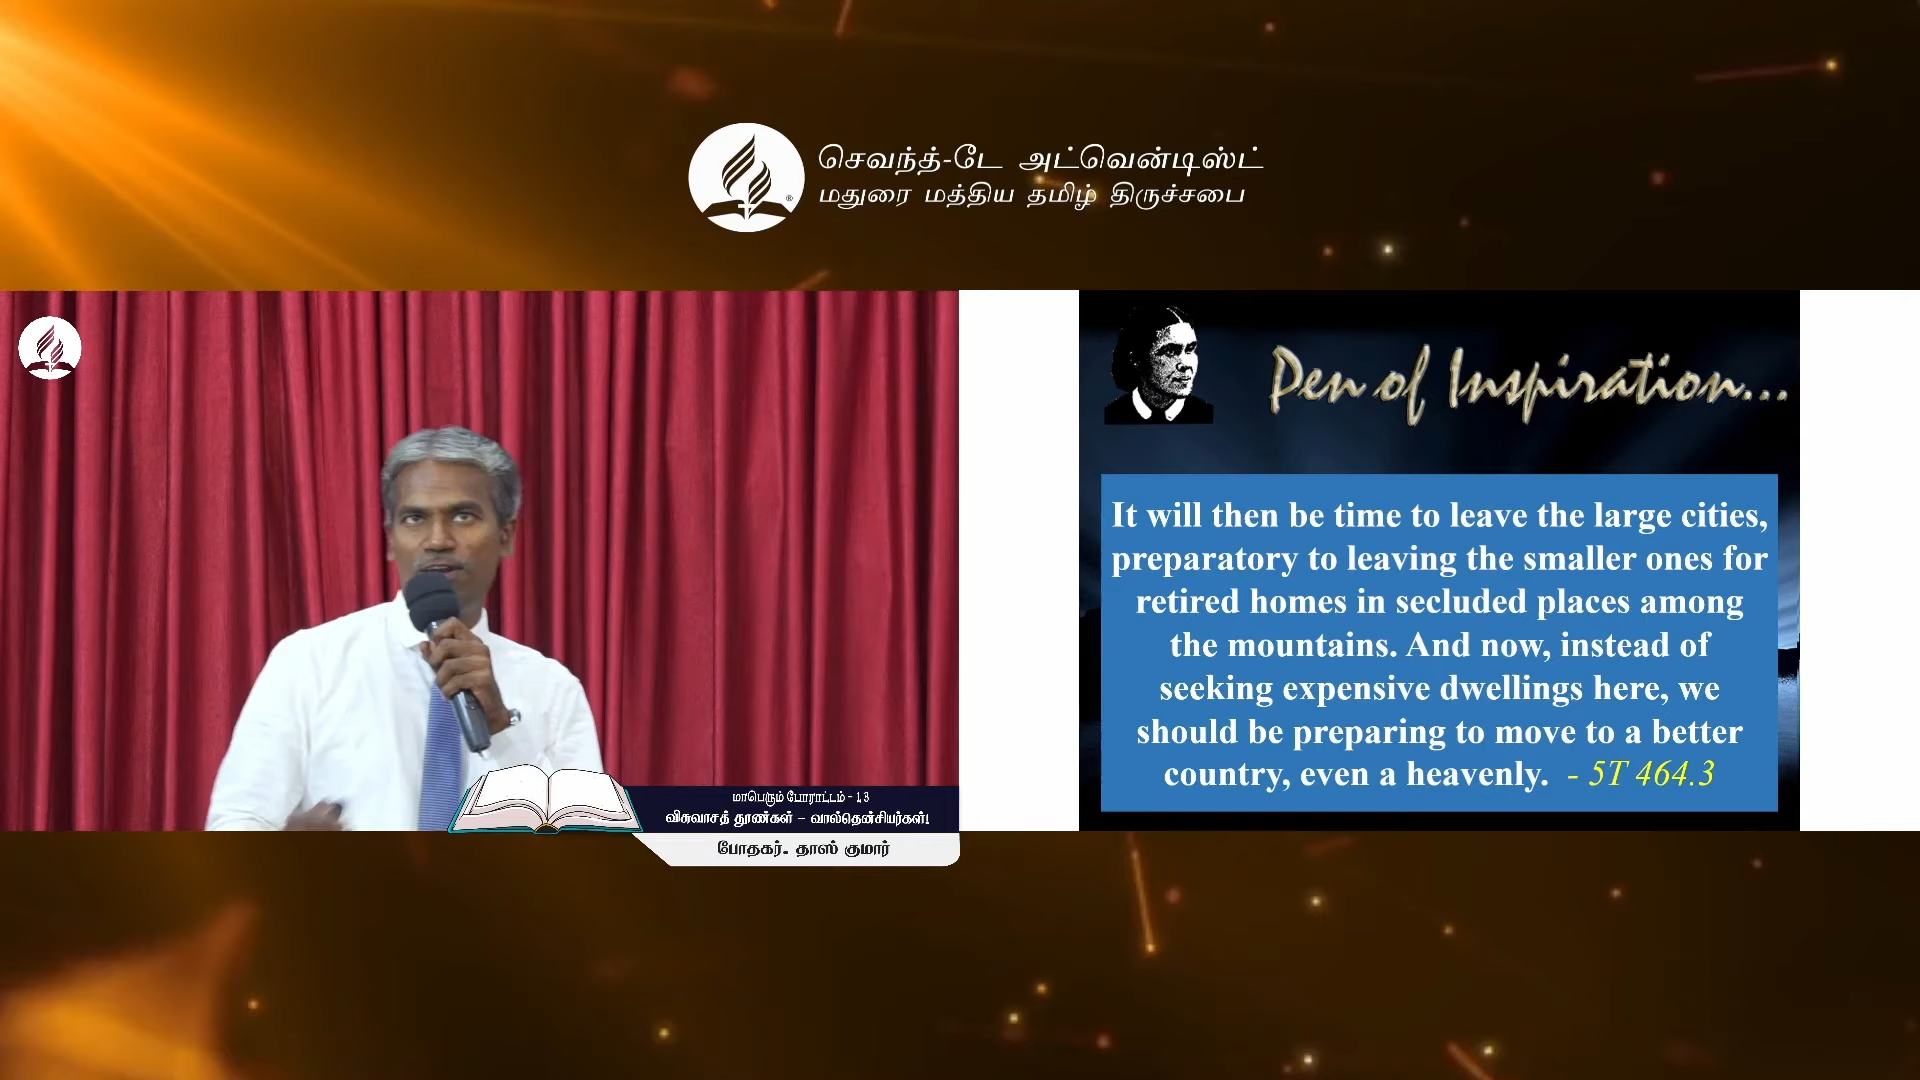 செவந்த்-டே அட்வென்டிஸ்ட்
மதுரை மத்திய தமிழ் திருச்சபை
Pen of Inspiration...
It will then be time to leave the large cities,
preparatory to leaving the smaller ones for
retired homes in secluded places among
the mountains. And now, instead of
seeking expensive dwellings here, we
should be preparing to move to a better
country, even a heavenly. - 5T 464.3
மாபெரும் போராட்டம் - 13
விசுவாசத் தூண்கள் – வால்தென்சியர்கள்!
போதகர். தாஸ் குமார்